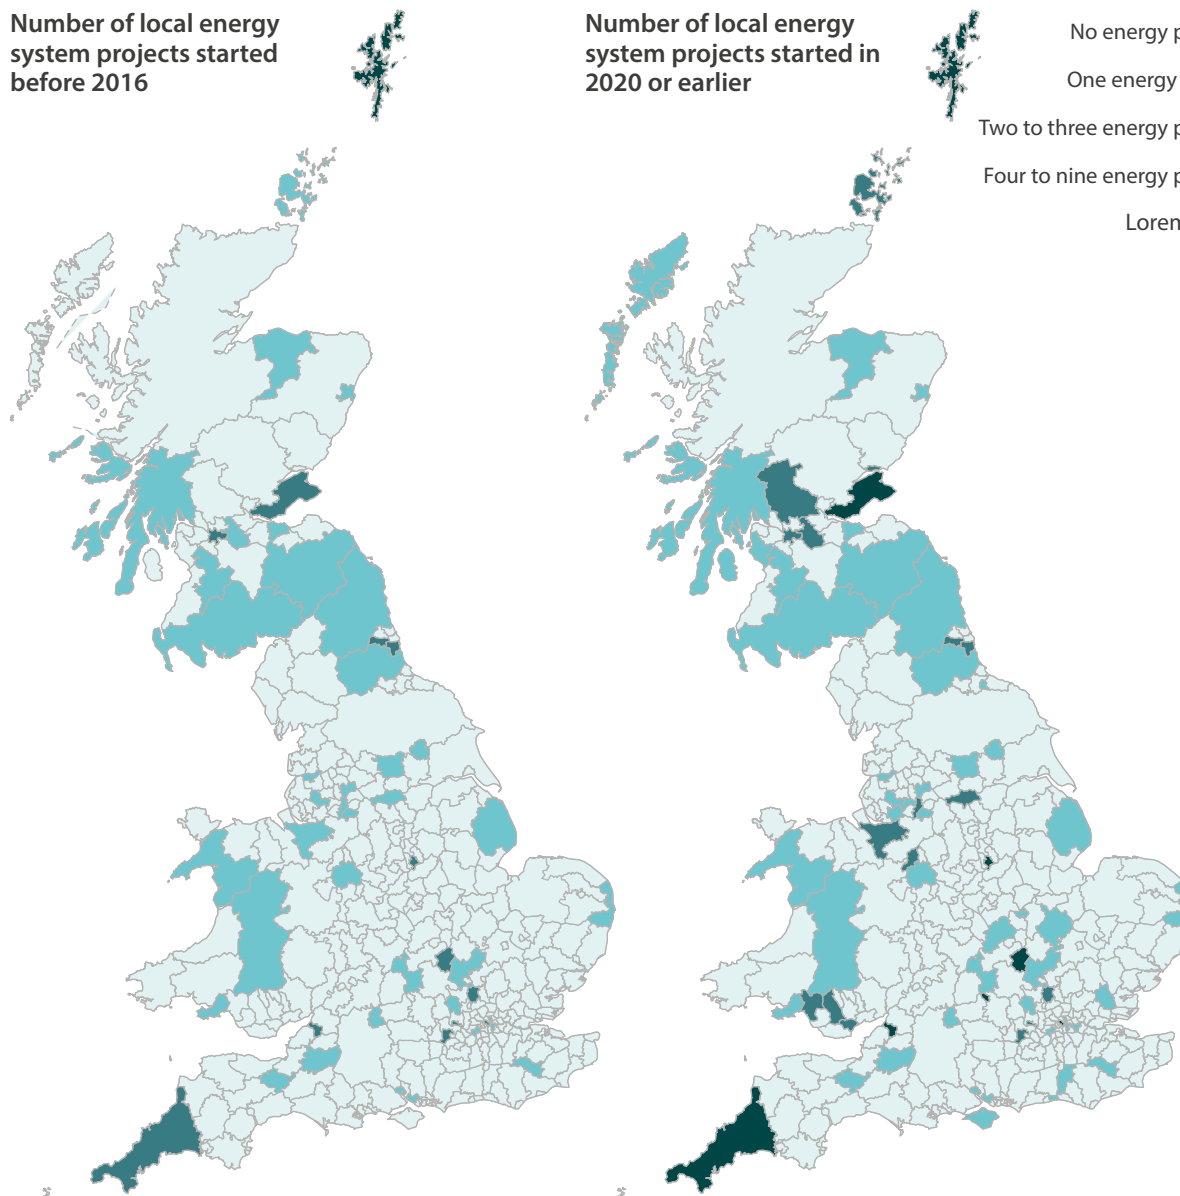 Number of local energy
system projects started
before 2016
Number of local energy
system projects started in
2020 or earlier
No energy p
One energy
Two to three energy p
Four to nine energy p
Lorem